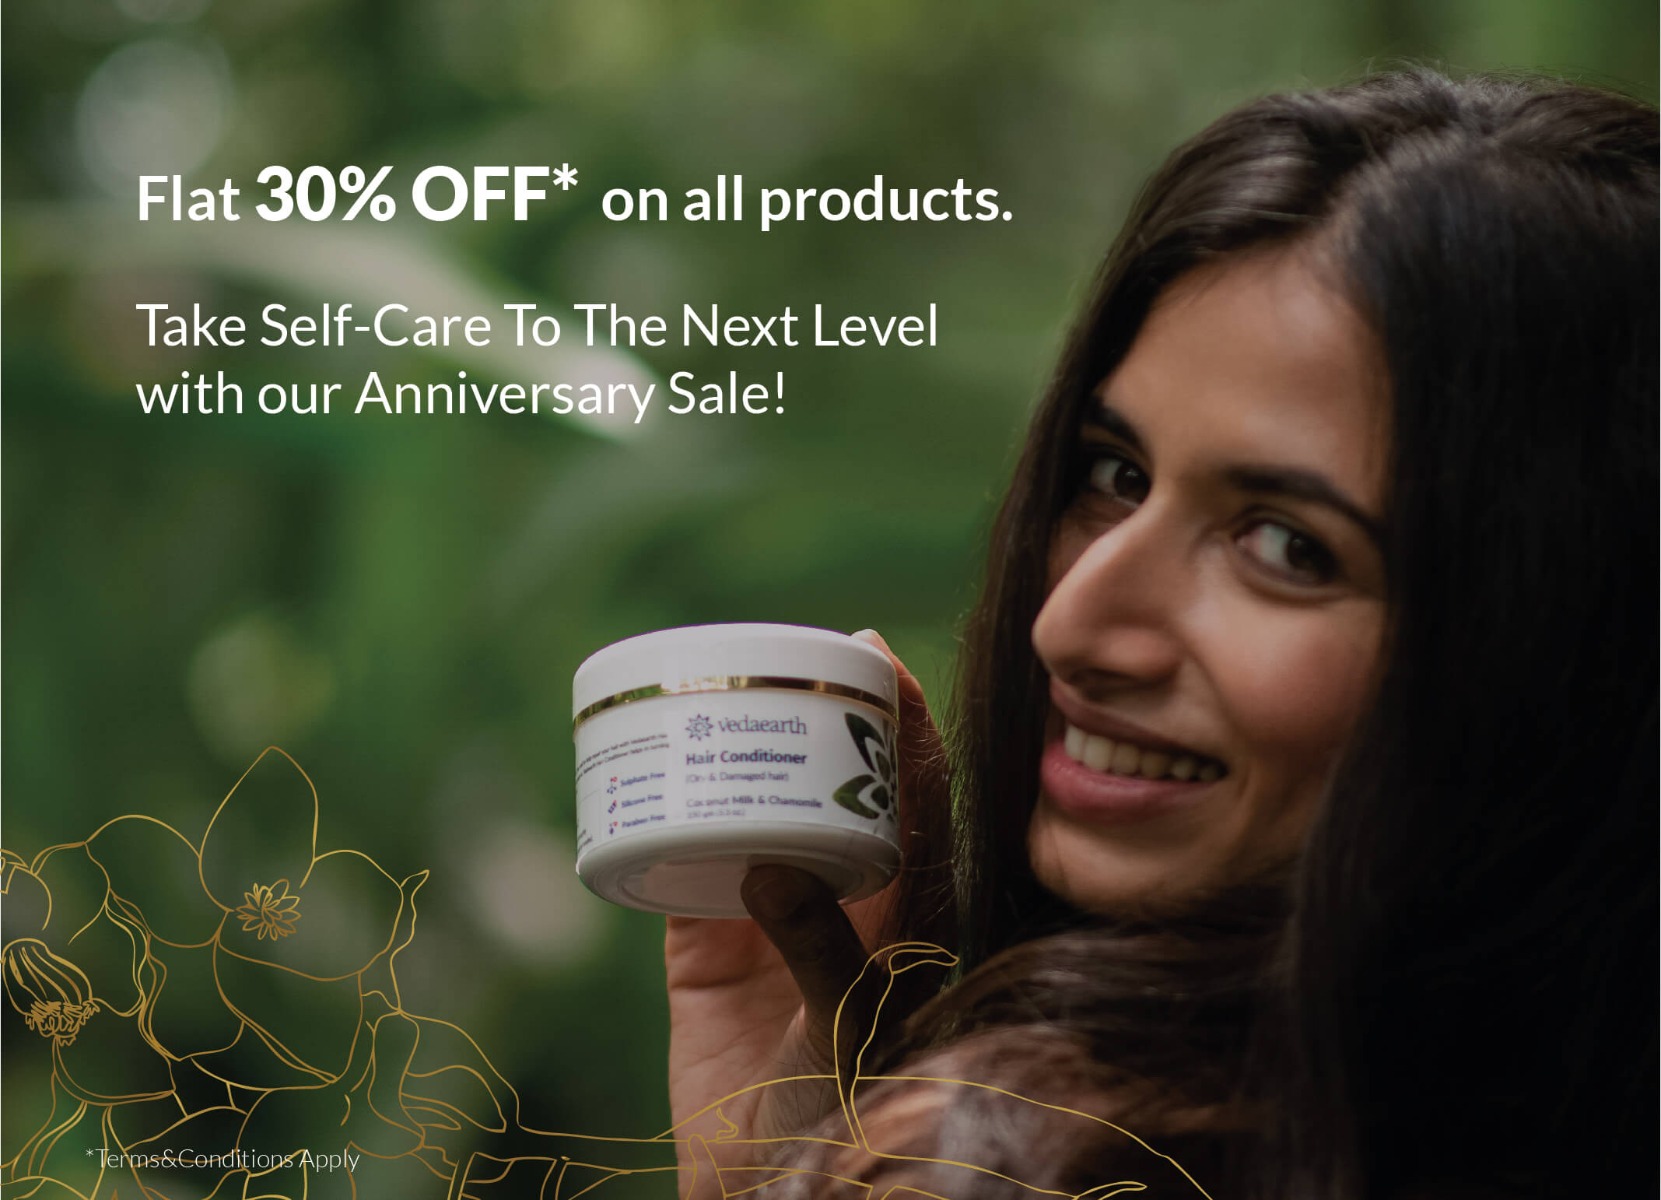 Flat 30% OFF* on all products.
Take Self-Care To The Next Level
with our Anniversary Sale!
vedaearth
Hair Conditioner
(Dry & Damaged hair)
Coconut Milk & Chamomile
Sulphate Free
Silicone Free
Paraben Free
*Terms&Conditions Apply